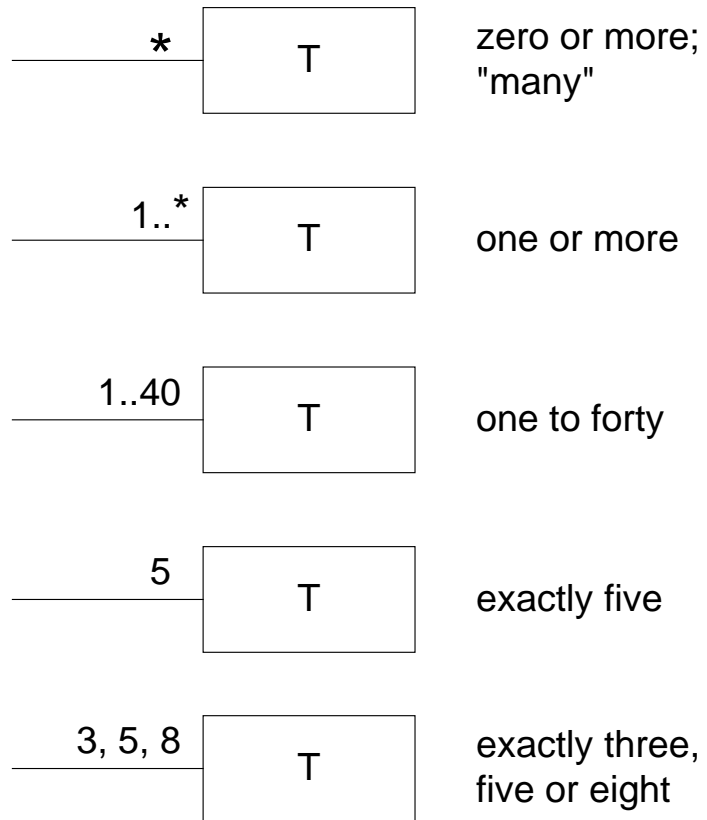 *
T
zero or more;
"many"
1..*
T
one or more
1..40
T
one to forty
5
T
exactly five
3, 5, 8
T
exactly three,
five or eight